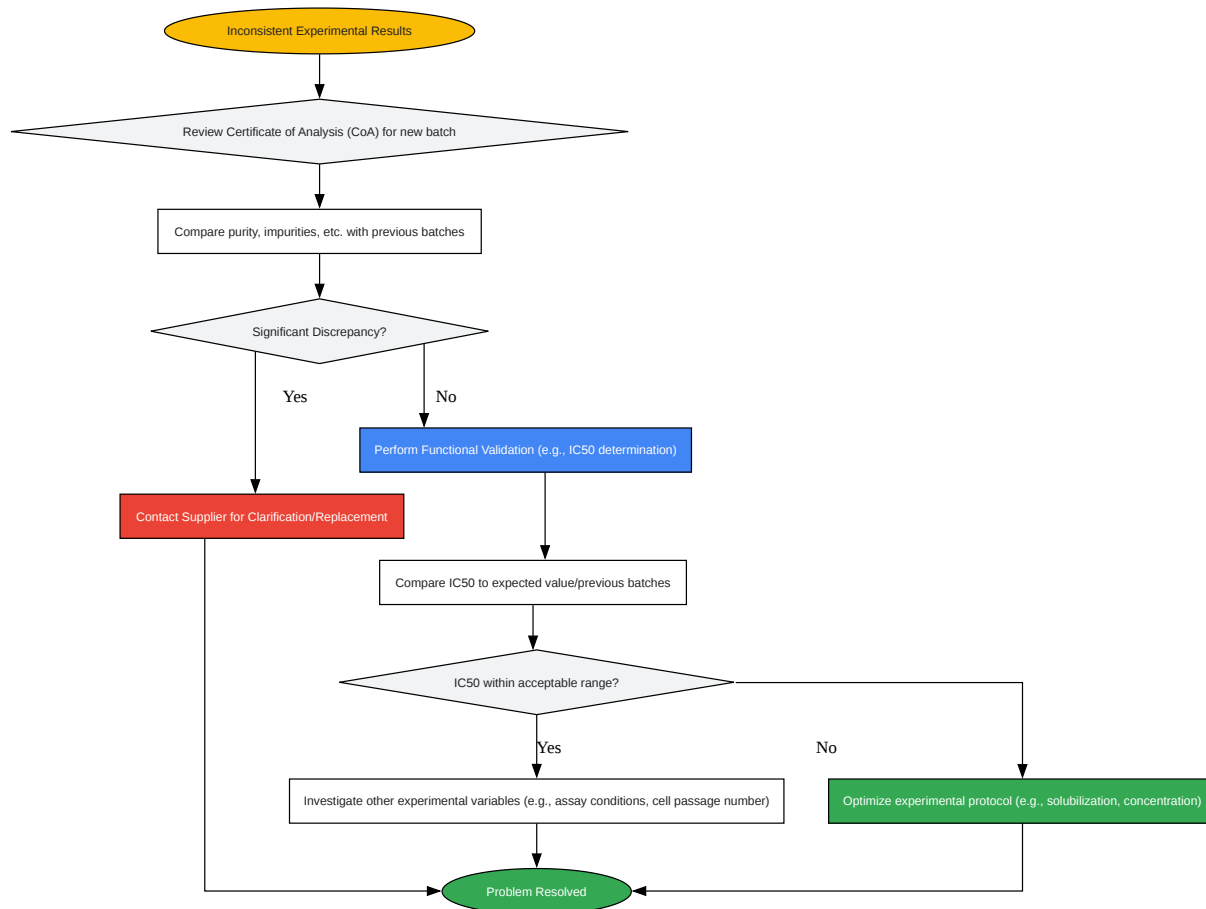 Inconsistent Experimental Results
Review Certificate of Analysis (CoA) for new batch
Compare purity, impurities, etc. with previous batches
Significant Discrepancy?
Yes
No
Perform Functional Validation (e.g., IC50 determination)
Contact Supplier for Clarification/Replacement
Compare IC50 to expected value/previous batches
IC50 within acceptable range?
Yes
No
Investigate other experimental variables (e.g., assay conditions, cell passage number)
Optimize experimental protocol (e.g., solubilization, concentration)
Problem Resolved